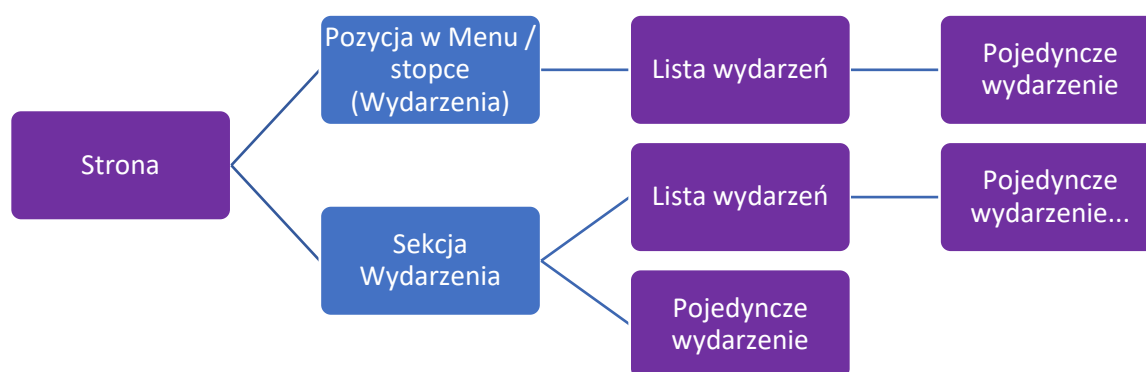 Strona
Pozycja w Menu /
stopce
(Wydarzenia)
Lista wydarzeń
Pojedyncze
wydarzenie
Sekcja
Wydarzenia
Lista wydarzeń
Pojedyncze
wydarzenie...
Pojedyncze
wydarzenie